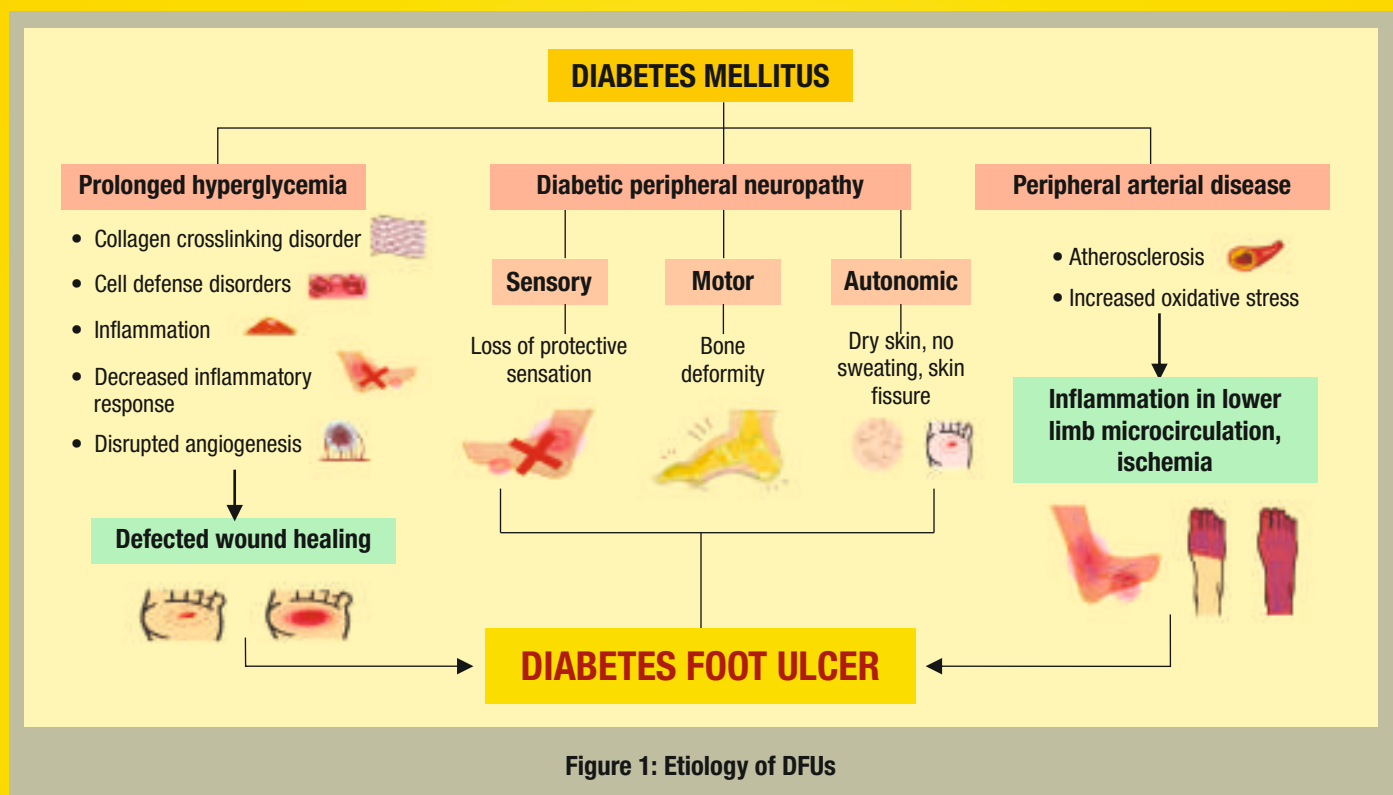 DIABETES MELLITUS
Prolonged hyperglycemia
• Collagen crosslinking disorder
• Cell defense disorders
• Inflammation
• Decreased inflammatory
response
• Disrupted angiogenesis
Defected wound healing
Diabetic peripheral neuropathy
Sensory
Loss of protective
sensation
Motor
Bone
deformity
Autonomic
Dry skin, no
sweating, skin
fissure
Peripheral arterial disease
• Atherosclerosis
• Increased oxidative stress
Inflammation in lower
limb microcirculation,
ischemia
DIABETES FOOT ULCER
Figure 1: Etiology of DFUs